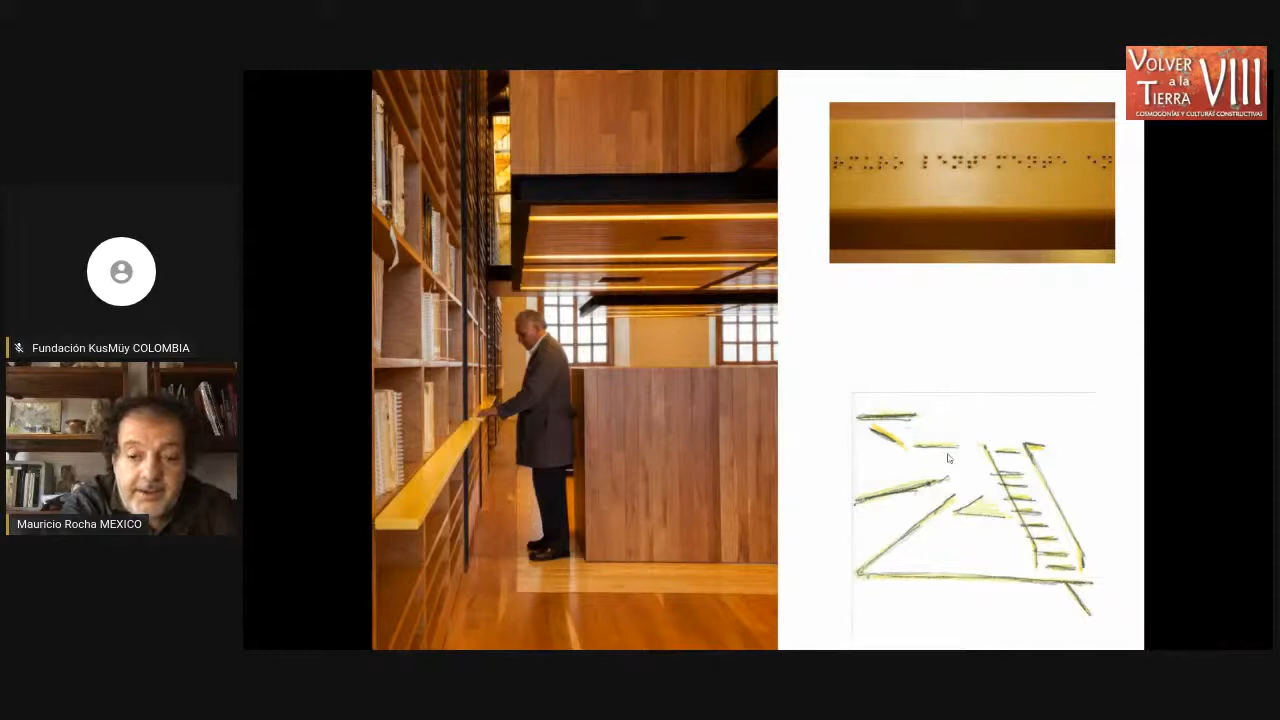 VOLVER
a la
TIERRA
VIII
COSMOGONÍAS Y CULTURAS CONSTRUCTIVAS
Fundación KusMüy COLOMBIA
Mauricio Rocha MEXICO